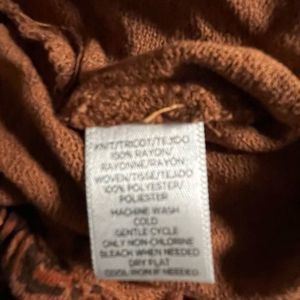 KNIT/TRICOT/TEJIDO
100% RAYON/
RAYONNE/RAYON
WOVEN/TISSE/TEJADO
100% POLYESTER/
POLIESTER
MACHINE WASH
COLD
GENTLE CYCLE
ONLY NON-CHLORINE
BLEACH WHEN NEEDED
DRY FLAT
COOL IRON IF NEEDED